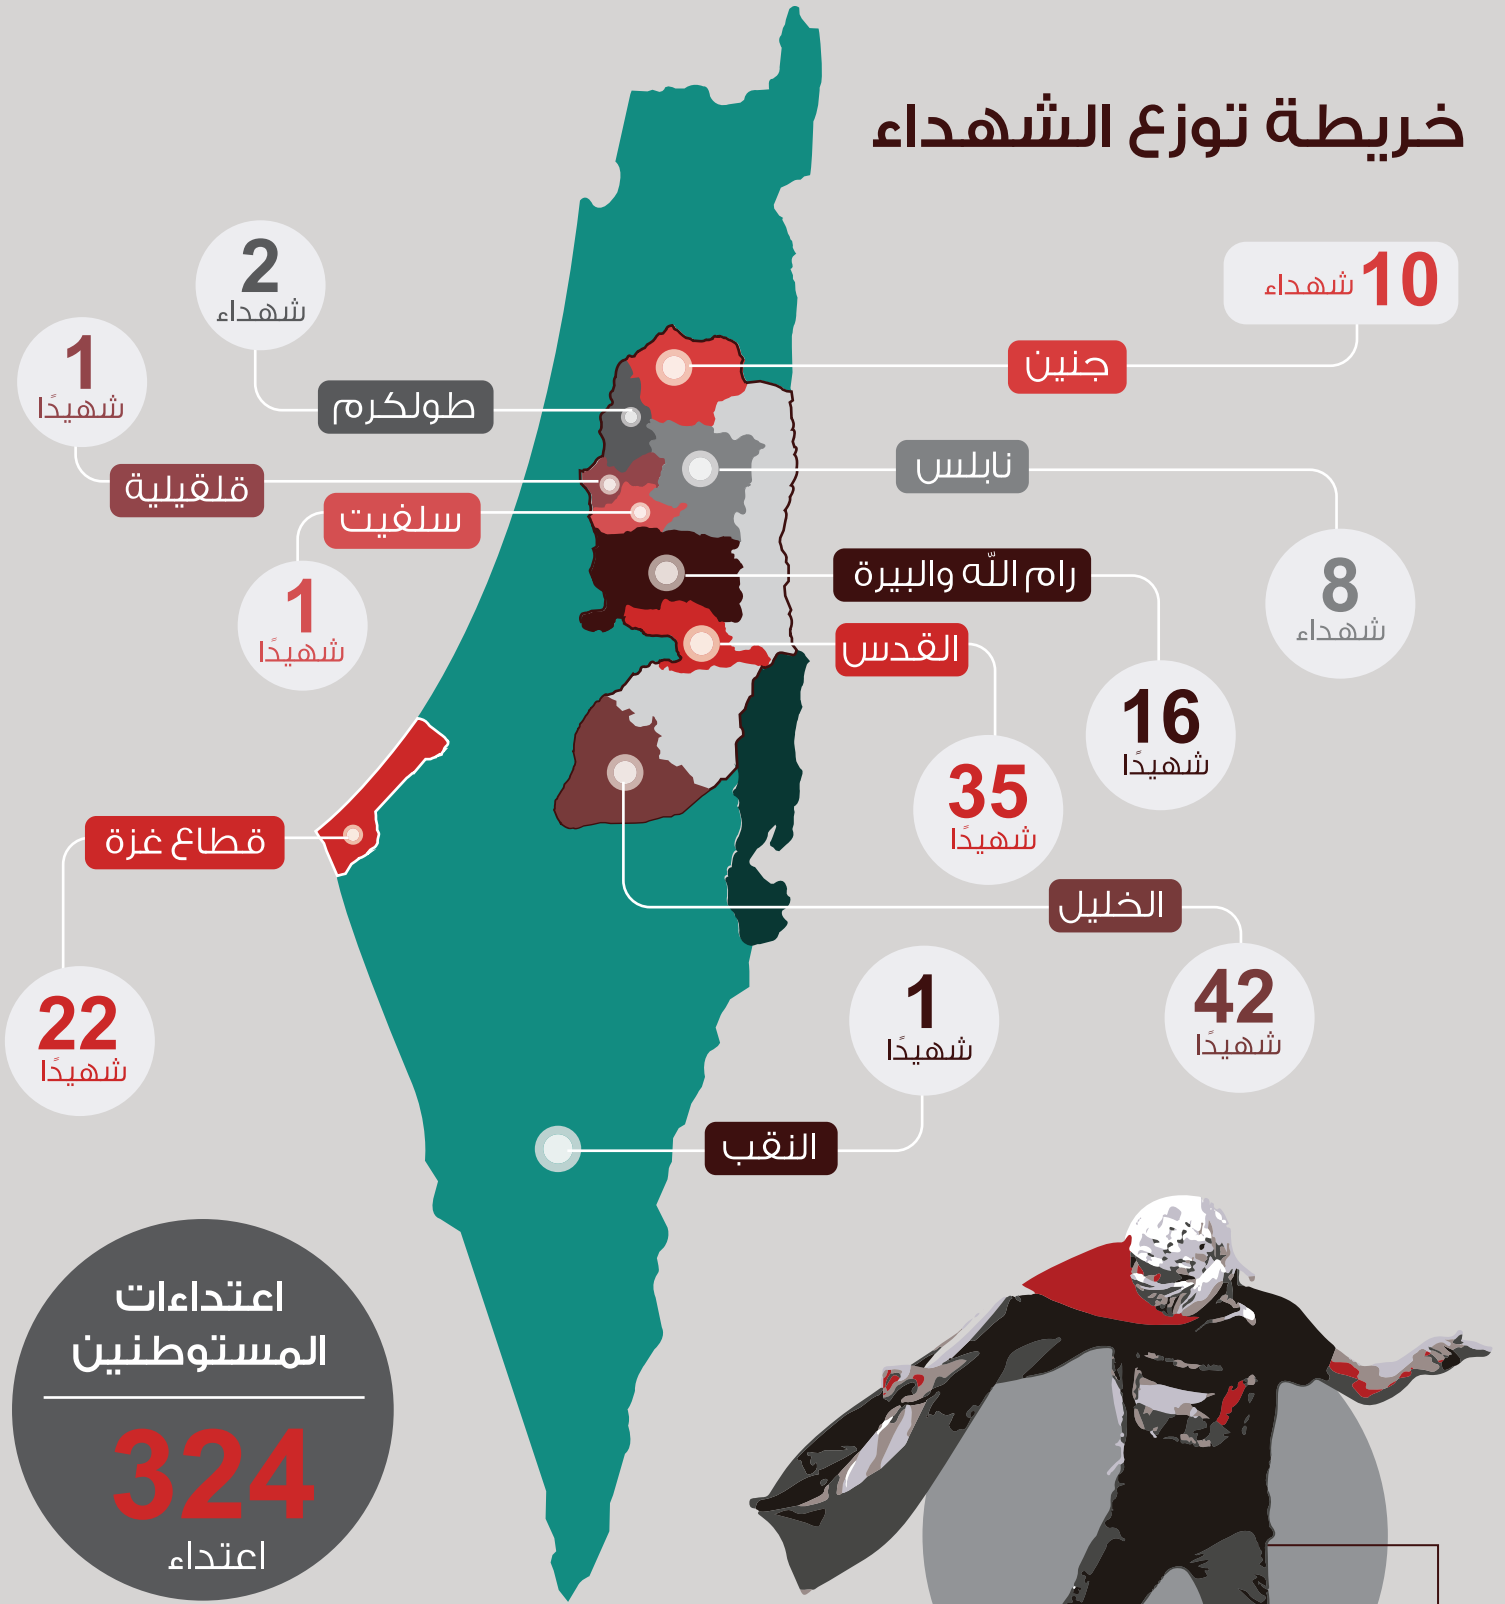 خريطة توزع الشهداء
10 شهداء
جنين
2
شهداء
طولكرم
1
شهيدًا
قلقيلية
نابلس
8
شهداء
سلفيت
1
شهيدًا
رام الله والبيرة
16
شهيدًا
القدس
35
شهيدًا
قطاع غزة
22
شهيدًا
الخليل
42
شهيدًا
1
شهيدًا
النقب
اعتداءات
المستوطنين
324
اعتداء